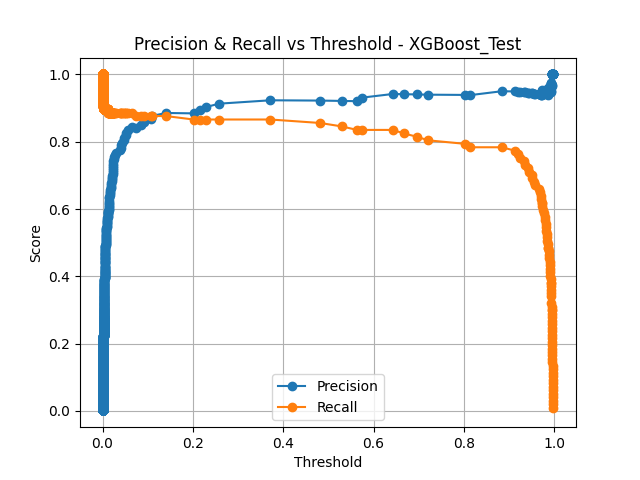 Precision & Recall vs Threshold - XGBoost_Test
Score
1.0
0.8
0.6
0.4
0.2
0.0
Precision
Recall
0.0 0.2 0.4 0.6 0.8 1.0
Threshold